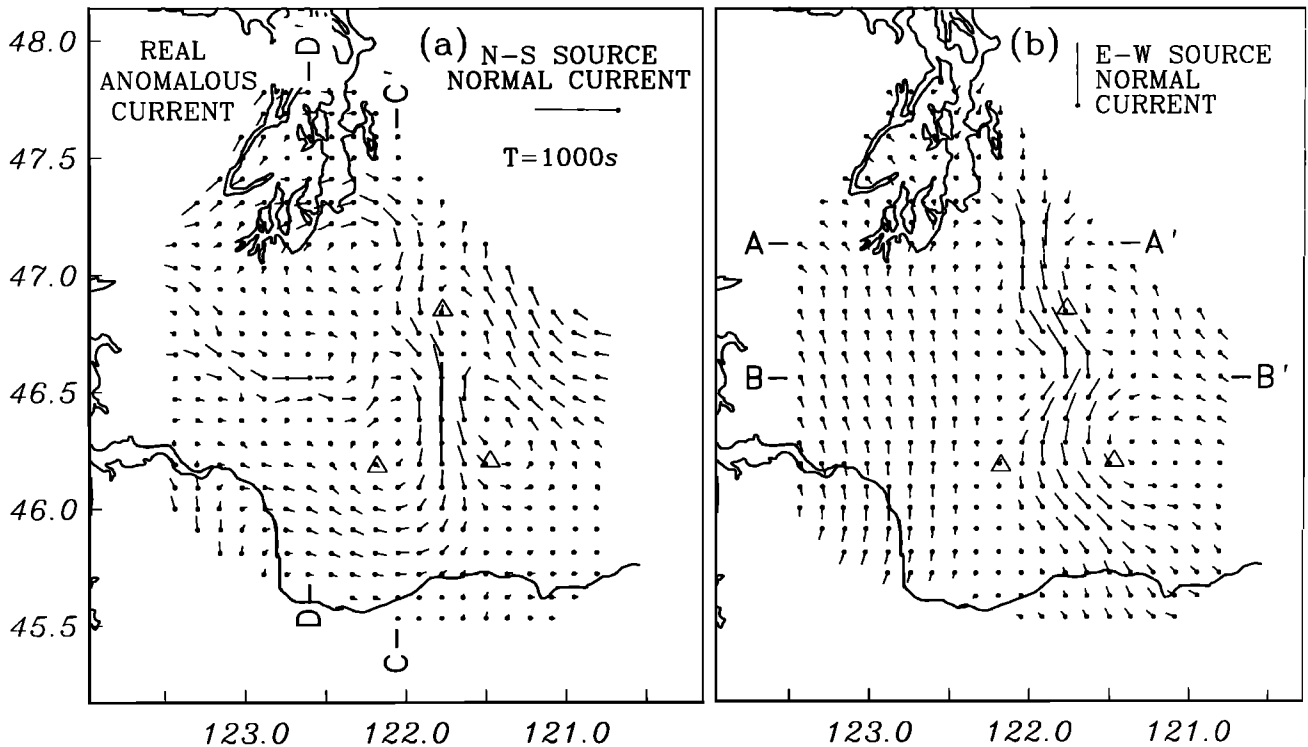 REAL
ANOMALOUS
CURRENT
D'
(a)
N-S SOURCE
NORMAL CURRENT
C'
T=1000s
(b)
E-W SOURCE
NORMAL
CURRENT
A
A'
B
B'
D
C
48.0
47.5
47.0
46.5
46.0
45.5
123.0
122.0
121.0
123.0
122.0
121.0